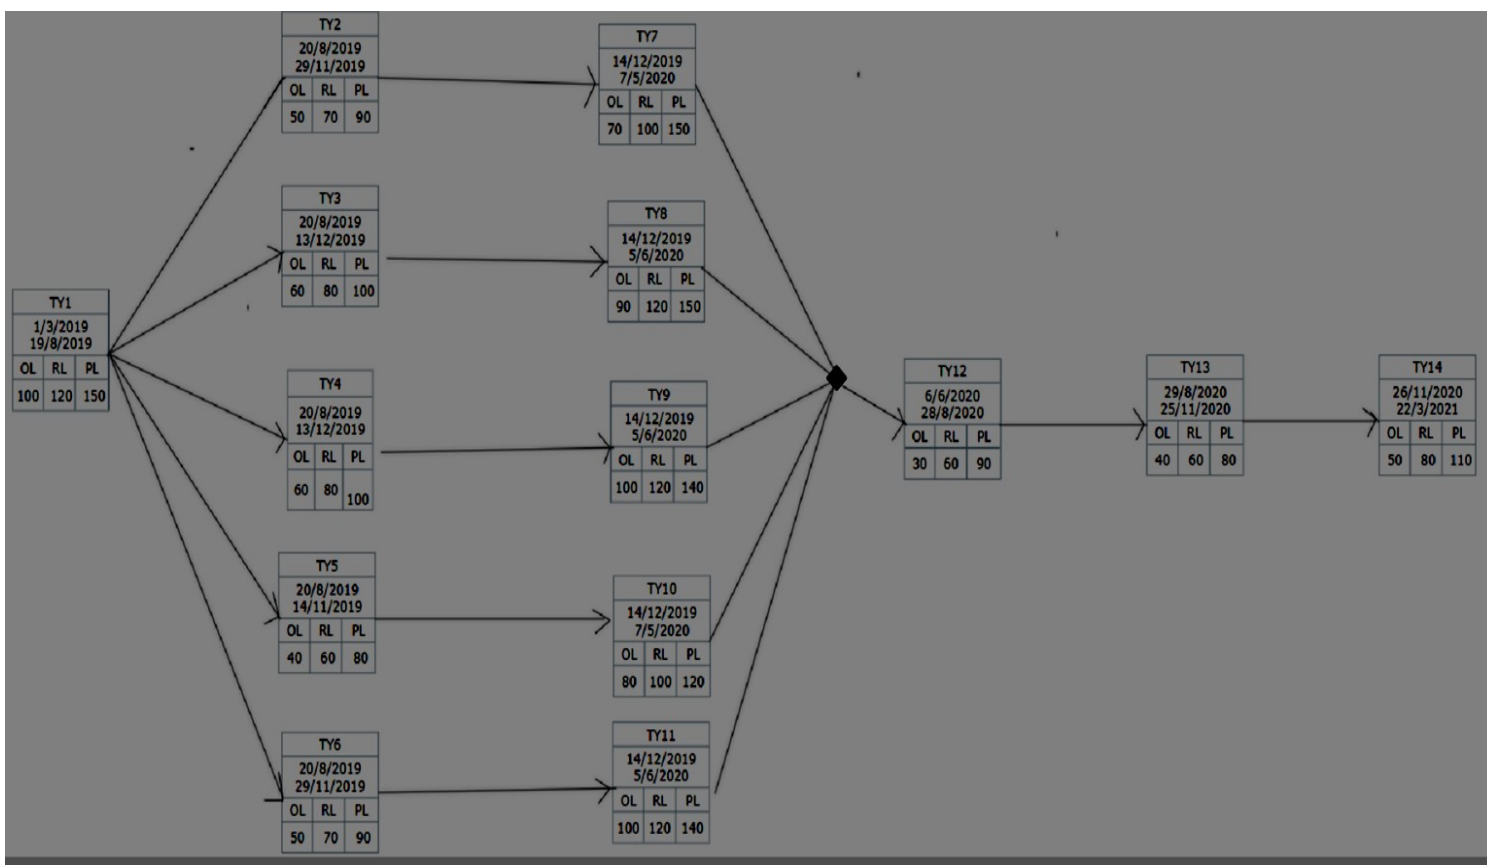 TY1
1/3/2019
19/8/2019
OL RL PL
100 120 150
TY2
20/8/2019
29/11/2019
OL RL PL
50 70 90
TY3
20/8/2019
13/12/2019
OL RL PL
60 80 100
TY4
20/8/2019
13/12/2019
OL RL PL
60 80 100
TY5
20/8/2019
14/11/2019
OL RL PL
40 60 80
TY6
20/8/2019
29/11/2019
OL RL PL
50 70 90
TY7
14/12/2019
7/5/2020
OL RL PL
70 100 150
TY8
14/12/2019
5/6/2020
OL RL PL
90 120 150
TY9
14/12/2019
5/6/2020
OL RL PL
100 120 140
TY10
14/12/2019
7/5/2020
OL RL PL
80 100 120
TY11
14/12/2019
5/6/2020
OL RL PL
100 120 140
TY12
6/6/2020
28/8/2020
OL RL PL
30 60 90
TY13
29/8/2020
25/11/2020
OL RL PL
40 60 80
TY14
26/11/2020
22/3/2021
OL RL PL
50 80 110